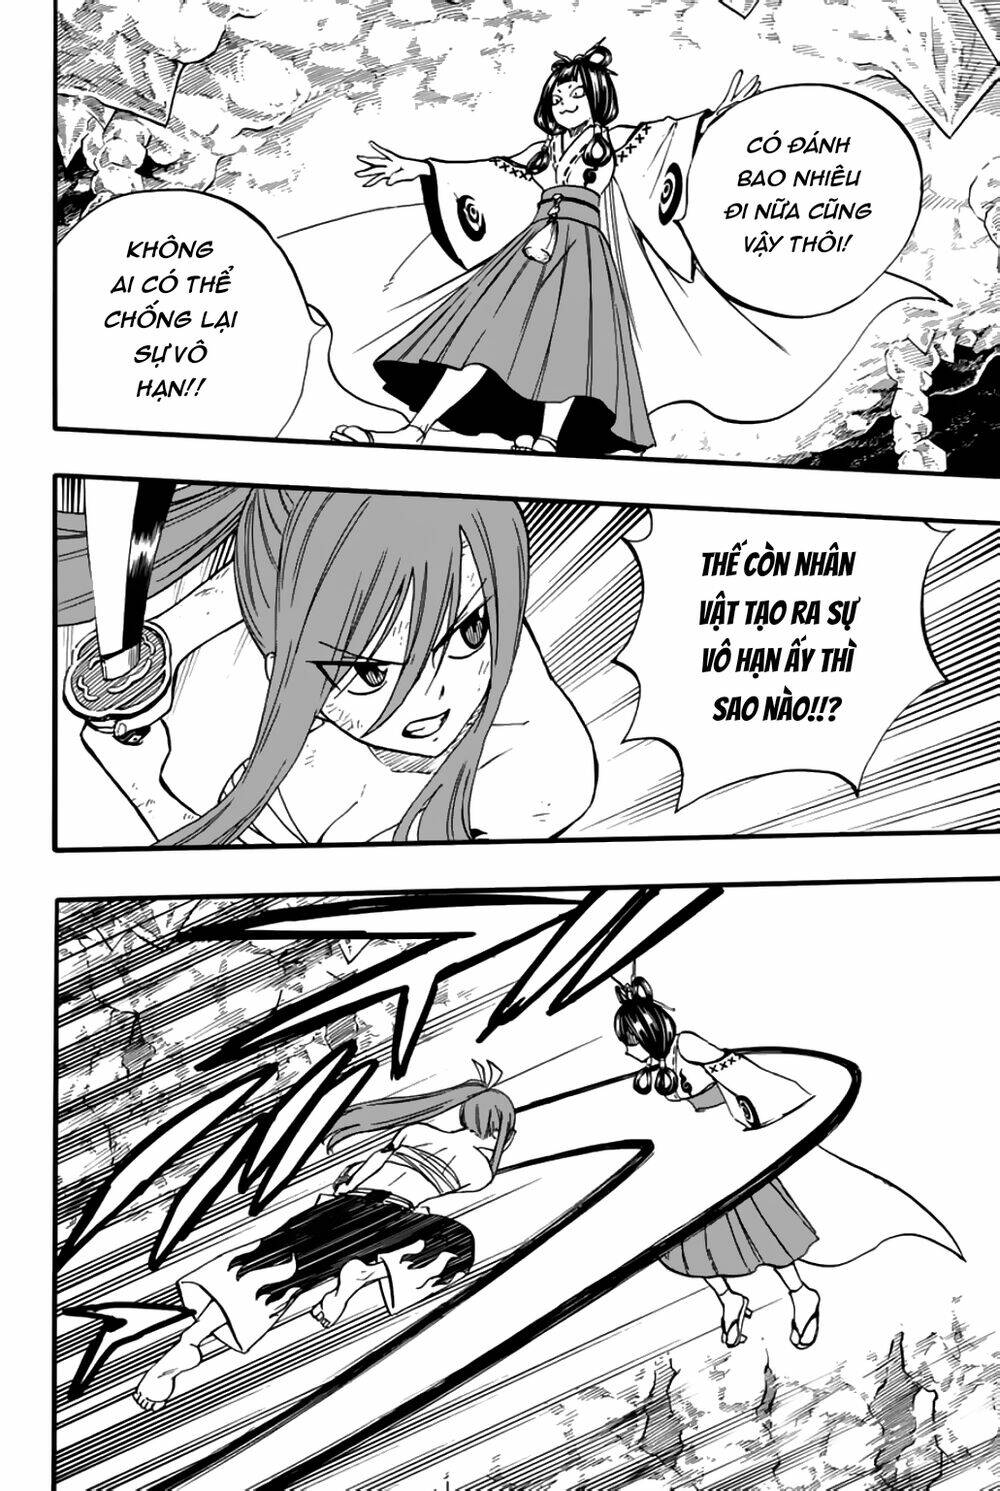 CÓ ĐÁNH
BAO NHIÊU
ĐI NỮA CŨNG
VẬY THÔI!
KHÔNG
AI CÓ THỂ
CHỐNG LẠI
SỰ VÔ
HẠN!!
THẾ CÒN NHÂN
VẬT TẠO RA SỰ
VÔ HẠN ẤY THÌ
SAO NÀO!!?